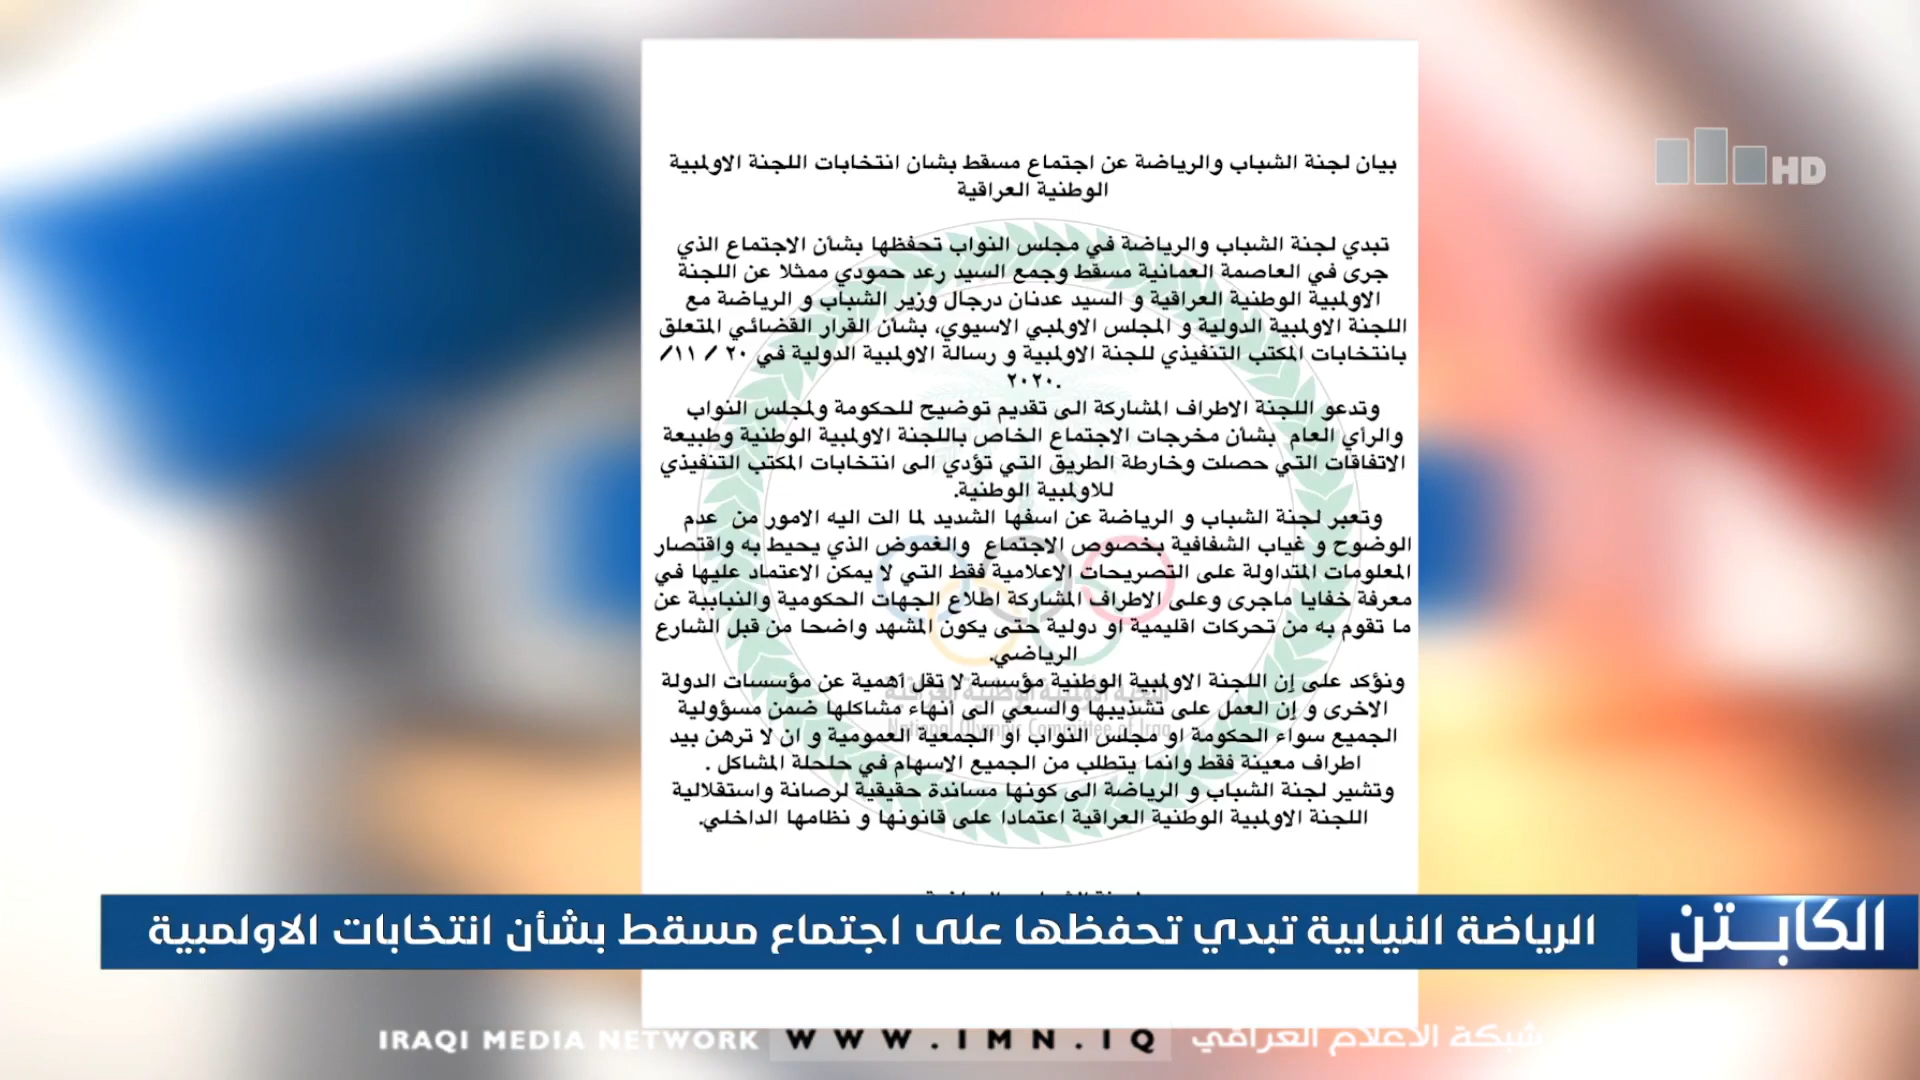 HD
بيان لجنة الشباب والرياضة عن اجتماع مسقط بشان انتخابات اللجنة الاولمبية
الوطنية العراقية
تبدي لجنة الشباب والرياضة في مجلس النواب تحفظها بشأن الاجتماع الذي
جرى في العاصمة العمانية مسقط وجمع السيد رعد حمودي ممثلا عن اللجنة
الاولمبية الوطنية العراقية و السيد عدنان درجال وزير الشباب و الرياضة مع
اللجنة الاولمبية الدولية و المجلس الاولمبي الاسيوي، بشأن القرار القضائي المتعلق
بانتخابات المكتب التنفيذي للجنة الاولمبية و رسالة الاولمبية الدولية في ٢٠ / ١١/
٢٠٢٠.
وتدعو اللجنة الاطراف المشاركة الى تقديم توضيح للحكومة ولمجلس النواب
والرأي العام بشأن مخرجات الاجتماع الخاص باللجنة الاولمبية الوطنية وطبيعة
الاتفاقات التي حصلت وخارطة الطريق التي تؤدي الى انتخابات المكتب التنفيذي
للاولمبية الوطنية.
وتعبر لجنة الشباب و الرياضة عن اسفها الشديد لما الت اليه الامور من عدم
الوضوح و غياب الشفافية بخصوص الاجتماع والغموض الذي يحيط به واقتصار
المعلومات المتداولة على التصريحات الاعلامية فقط التي لا يمكن الاعتماد عليها في
معرفة خفايا ماجرى وعلى الاطراف المشاركة اطلاع الجهات الحكومية والنيابية عن
ما تقوم به من تحركات اقليمية او دولية حتى يكون المشهد واضحا من قبل الشارع
الرياضي.
ونؤكد على إن اللجنة الاولمبية الوطنية مؤسسة لا تقل أهمية عن مؤسسات الدولة
الاخرى و إن العمل على تشذيبها والسعي الى أنهاء مشاكلها ضمن مسؤولية
National Olympic Committee of Iraq
الجميع سواء الحكومة او مجلس النواب او الجمعية العمومية و ان لا ترهن بيد
اطراف معينة فقط وانما يتطلب من الجميع الاسهام في حلحلة المشاكل .
وتشير لجنة الشباب و الرياضة الى كونها مساندة حقيقية لرصانة واستقلالية
اللجنة الاولمبية الوطنية العراقية اعتمادا على قانونها و نظامها الداخلي.
الكابـتن
الرياضة النيابية تبدي تحفظها على اجتماع مسقط بشأن انتخابات الاولمبية
IRAQI MEDIA NETWORK WWW.IMN.IQ شبكة الاعلام العراقي